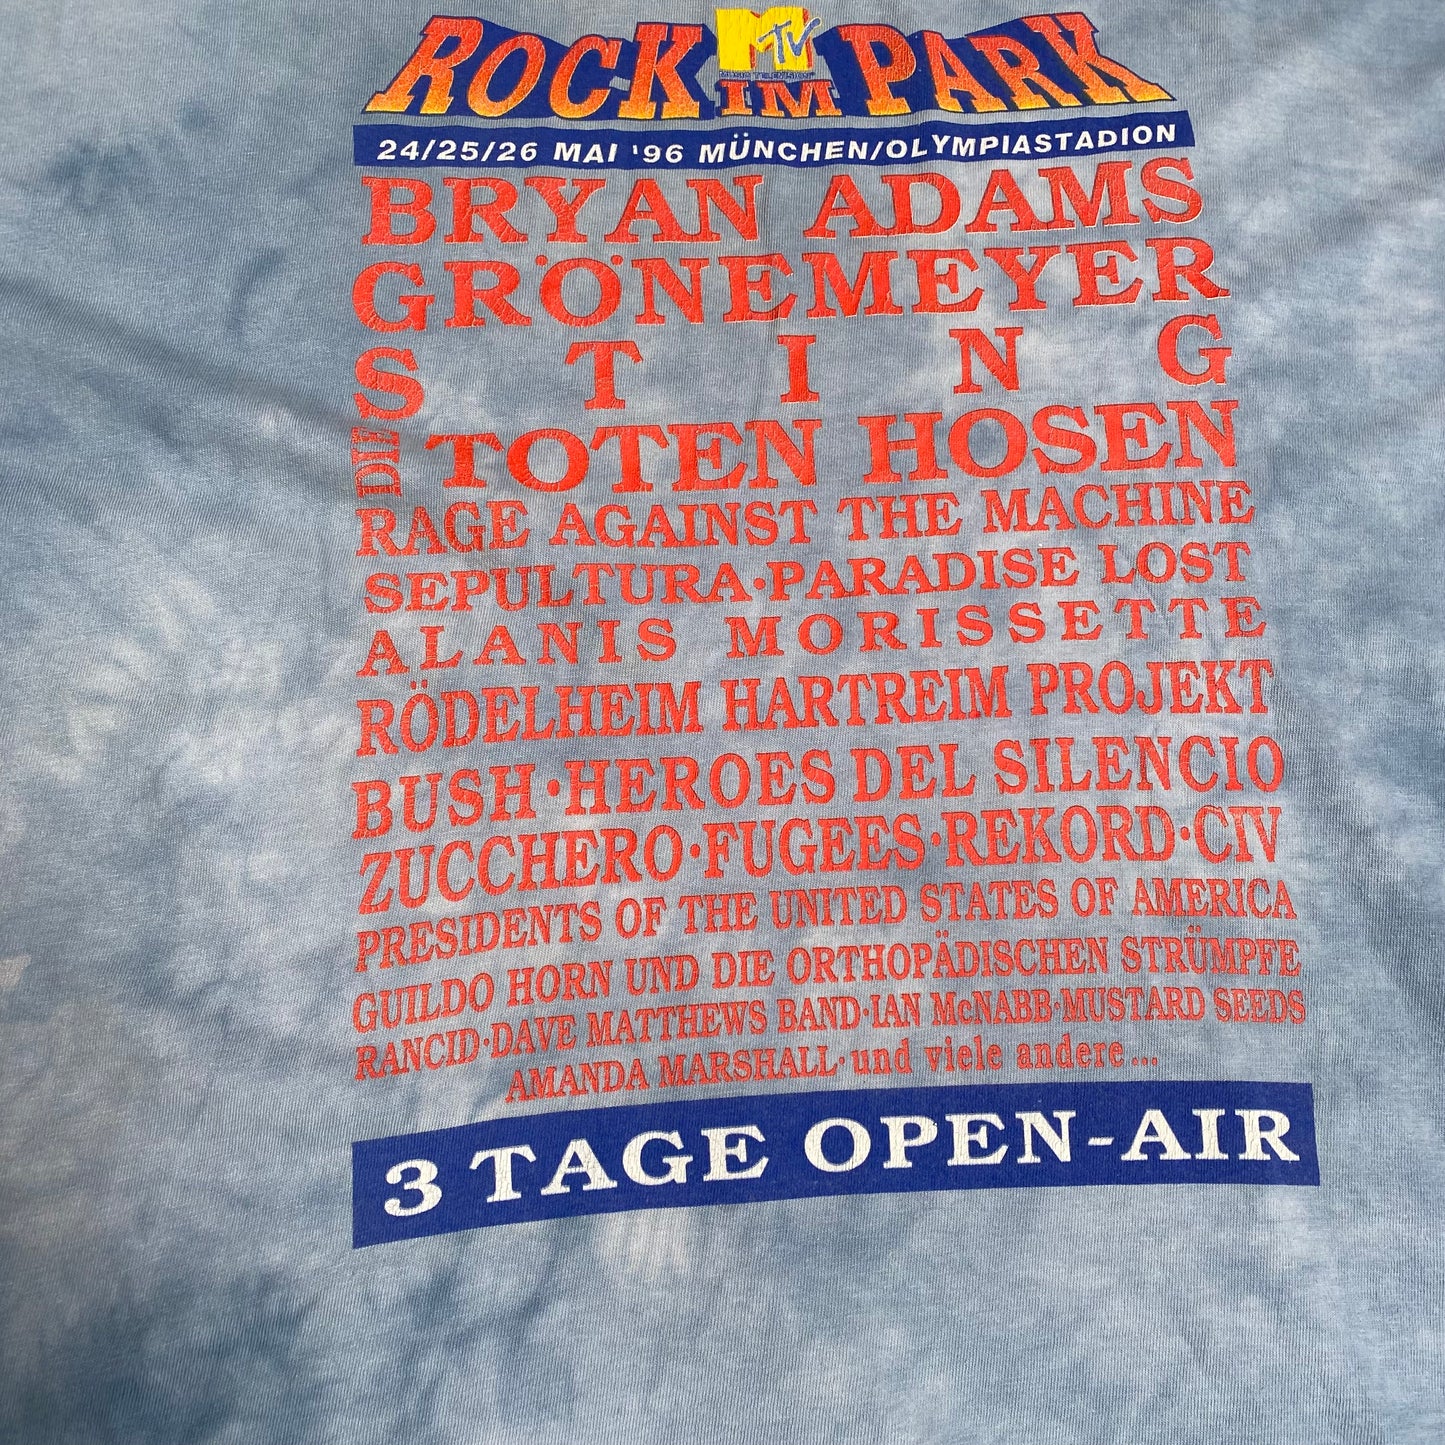 ROCK IM PARK
MTV
MUSIC TELEVISION
24/25/26 MAI '96 MÜNCHEN/OLYMPIASTADION
BRYAN ADAMS
GRÖNEMEYER
STING
DIE TOTEN HOSEN
RAGE AGAINST THE MACHINE
SEPULTURA·PARADISE LOST
ALANIS MORISSETTE
RÖDELHEIM HARTREIM PROJEKT
BUSH·HEROES DEL SILENCIO
ZUCCHERO·FUGEES·REKORD·CIV
PRESIDENTS OF THE UNITED STATES OF AMERICA
GUILDO HORN UND DIE ORTHOPÄDISCHEN STRÜMPFE
RANCID·DAVE MATTHEWS BAND·IAN McNABB·MUSTARD SEEDS
AMANDA MARSHALL· und viele andere...
3 TAGE OPEN-AIR